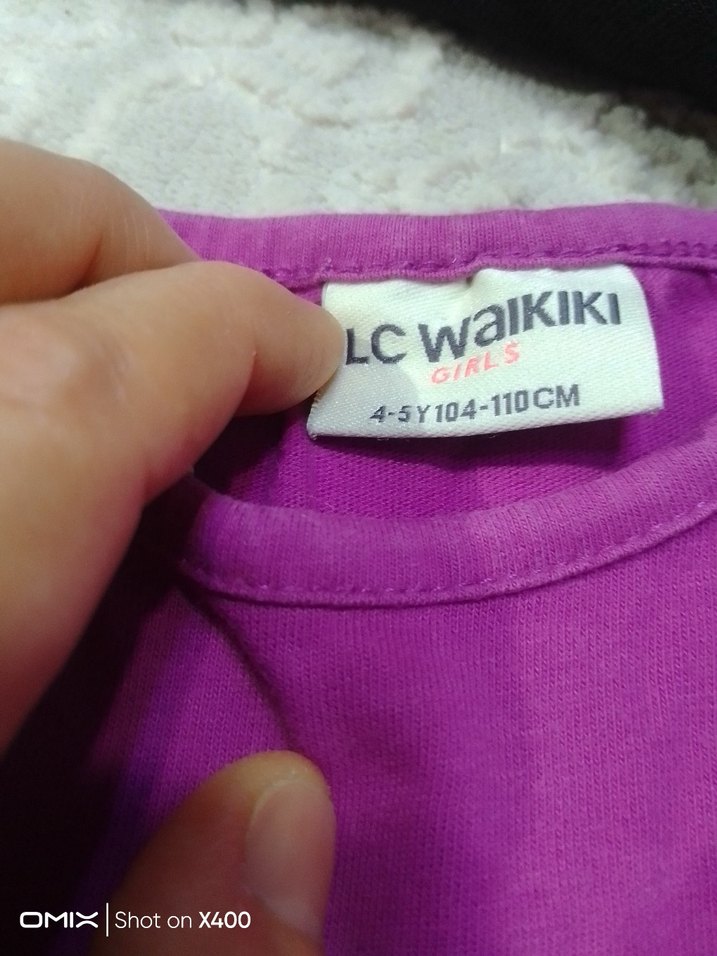 LC WaIKIKI
GIRLS
4-5Y 104-110CM
OMIX | Shot on X400